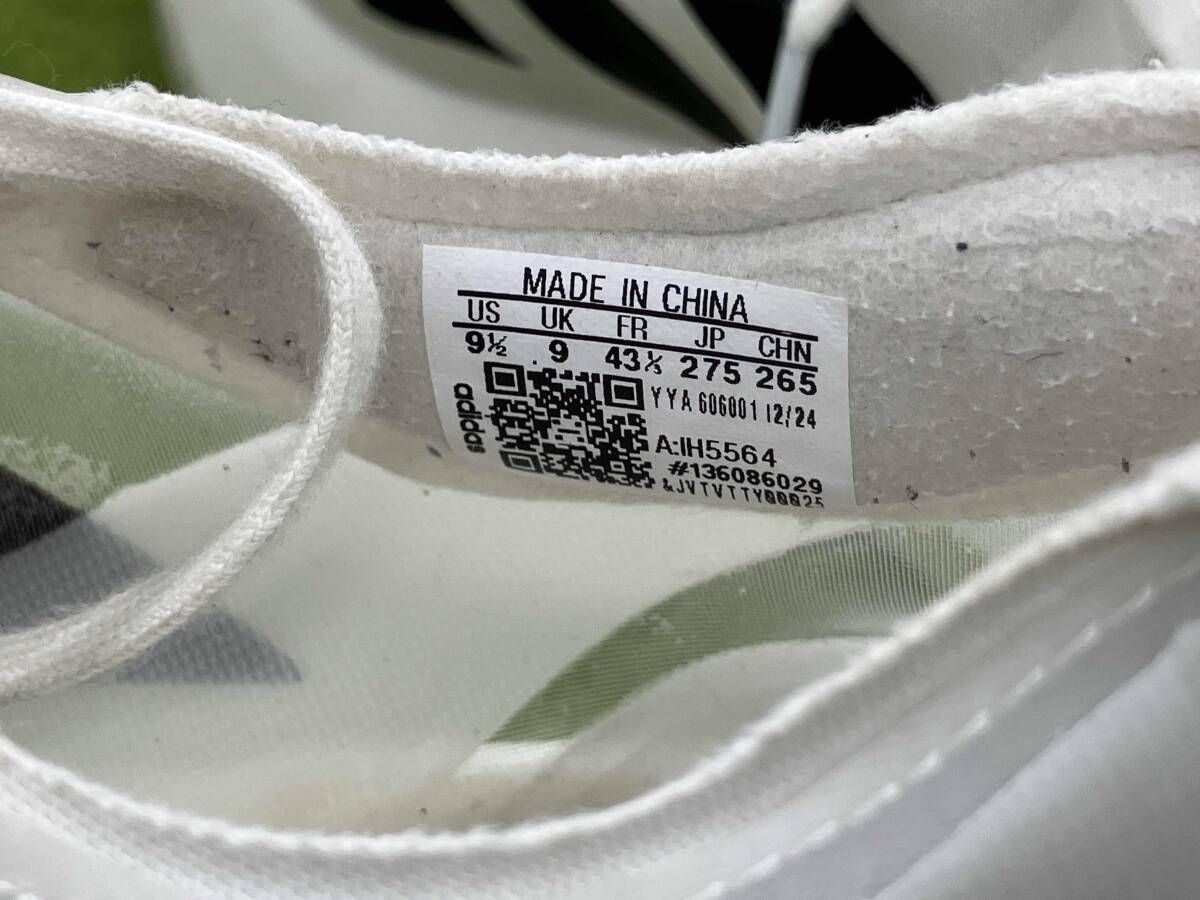 MADE IN CHINA
US UK FR JP CHN
9½ 9 43⅓ 275 265
adidas
YYA 606001 12/24
A:IH5564
#136086029
&JVTVTTY00025